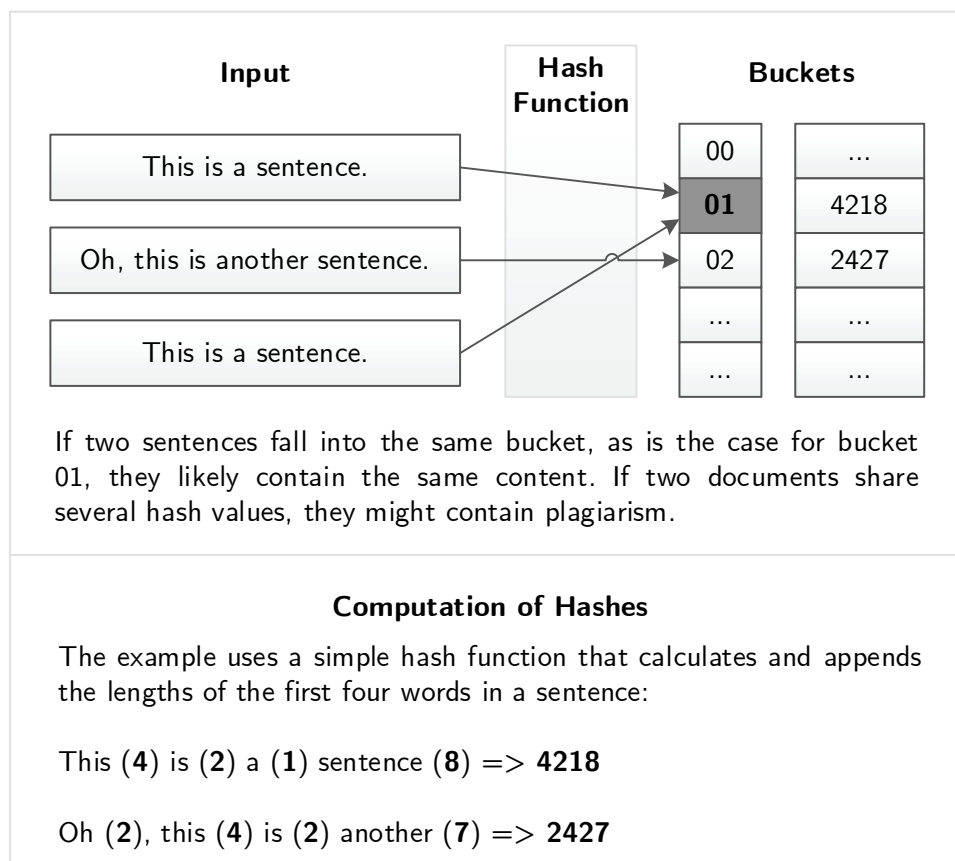 Input
Hash
Function
Buckets
This is a sentence.
Oh, this is another sentence.
This is a sentence.
00
...
01
4218
02
2427
...
...
...
...
If two sentences fall into the same bucket, as is the case for bucket
01, they likely contain the same content. If two documents share
several hash values, they might contain plagiarism.
Computation of Hashes
The example uses a simple hash function that calculates and appends
the lengths of the first four words in a sentence:
This (4) is (2) a (1) sentence (8) => 4218
Oh (2), this (4) is (2) another (7) => 2427